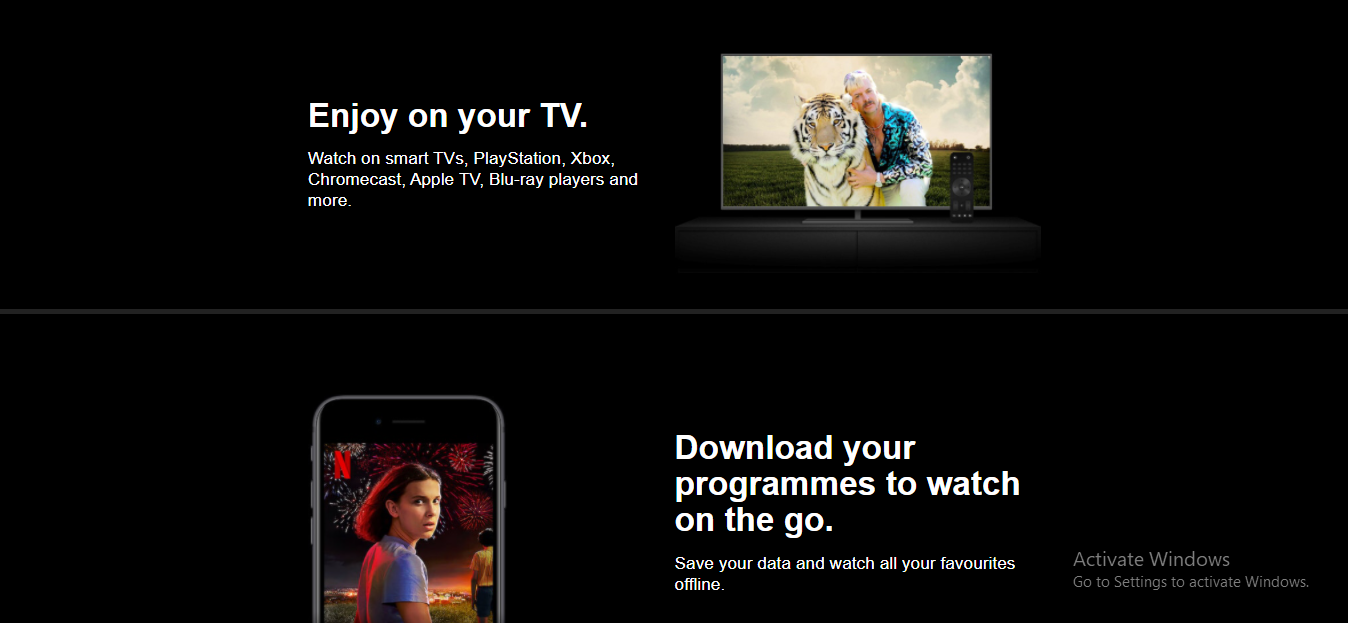 Enjoy on your TV.
Watch on smart TVs, PlayStation, Xbox,
Chromecast, Apple TV, Blu-ray players and
more.
N
Download your
programmes to watch
on the go.
Save your data and watch all your favourites
offline.
Activate Windows
Go to Settings to activate Windows.